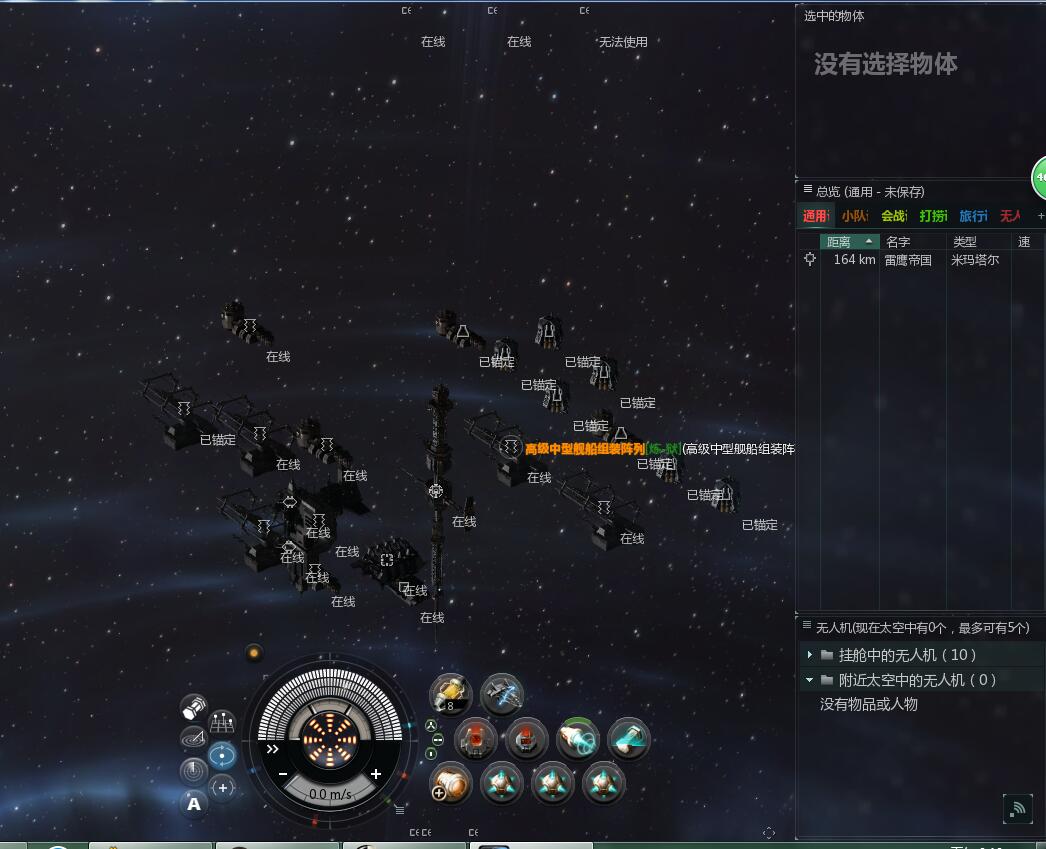 在线
在线
无法使用
选中的物体
没有选择物体
总览 (通用 - 未保存)
通用
小队
会战
打捞
旅行
无人
+
距离
名字
类型
速
164 km
雷鹰帝国
米玛塔尔
在线
已锚定
已锚定
已锚定
已锚定
已锚定
已锚定
在线
在线
高级中型舰船组装阵列
(高级中型舰船组装阵
已锚定
在线
已锚定
已锚定
在线
在线
在线
在线
在线
在线
在线
在线
在线
在线
无人机(现在太空中有0个，最多可有5个)
挂舱中的无人机（10）
附近太空中的无人机（0）
没有物品或人物
8
0.0 m/s
A